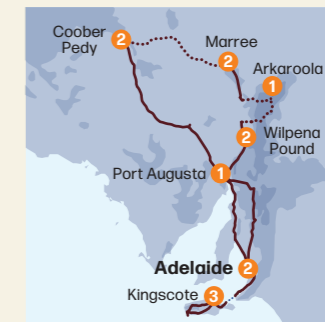 Coober
Pedy
2
Marree
2
Arkaroola
1
2
Wilpena
Pound
Port Augusta
1
Adelaide
2
Kingscote
3